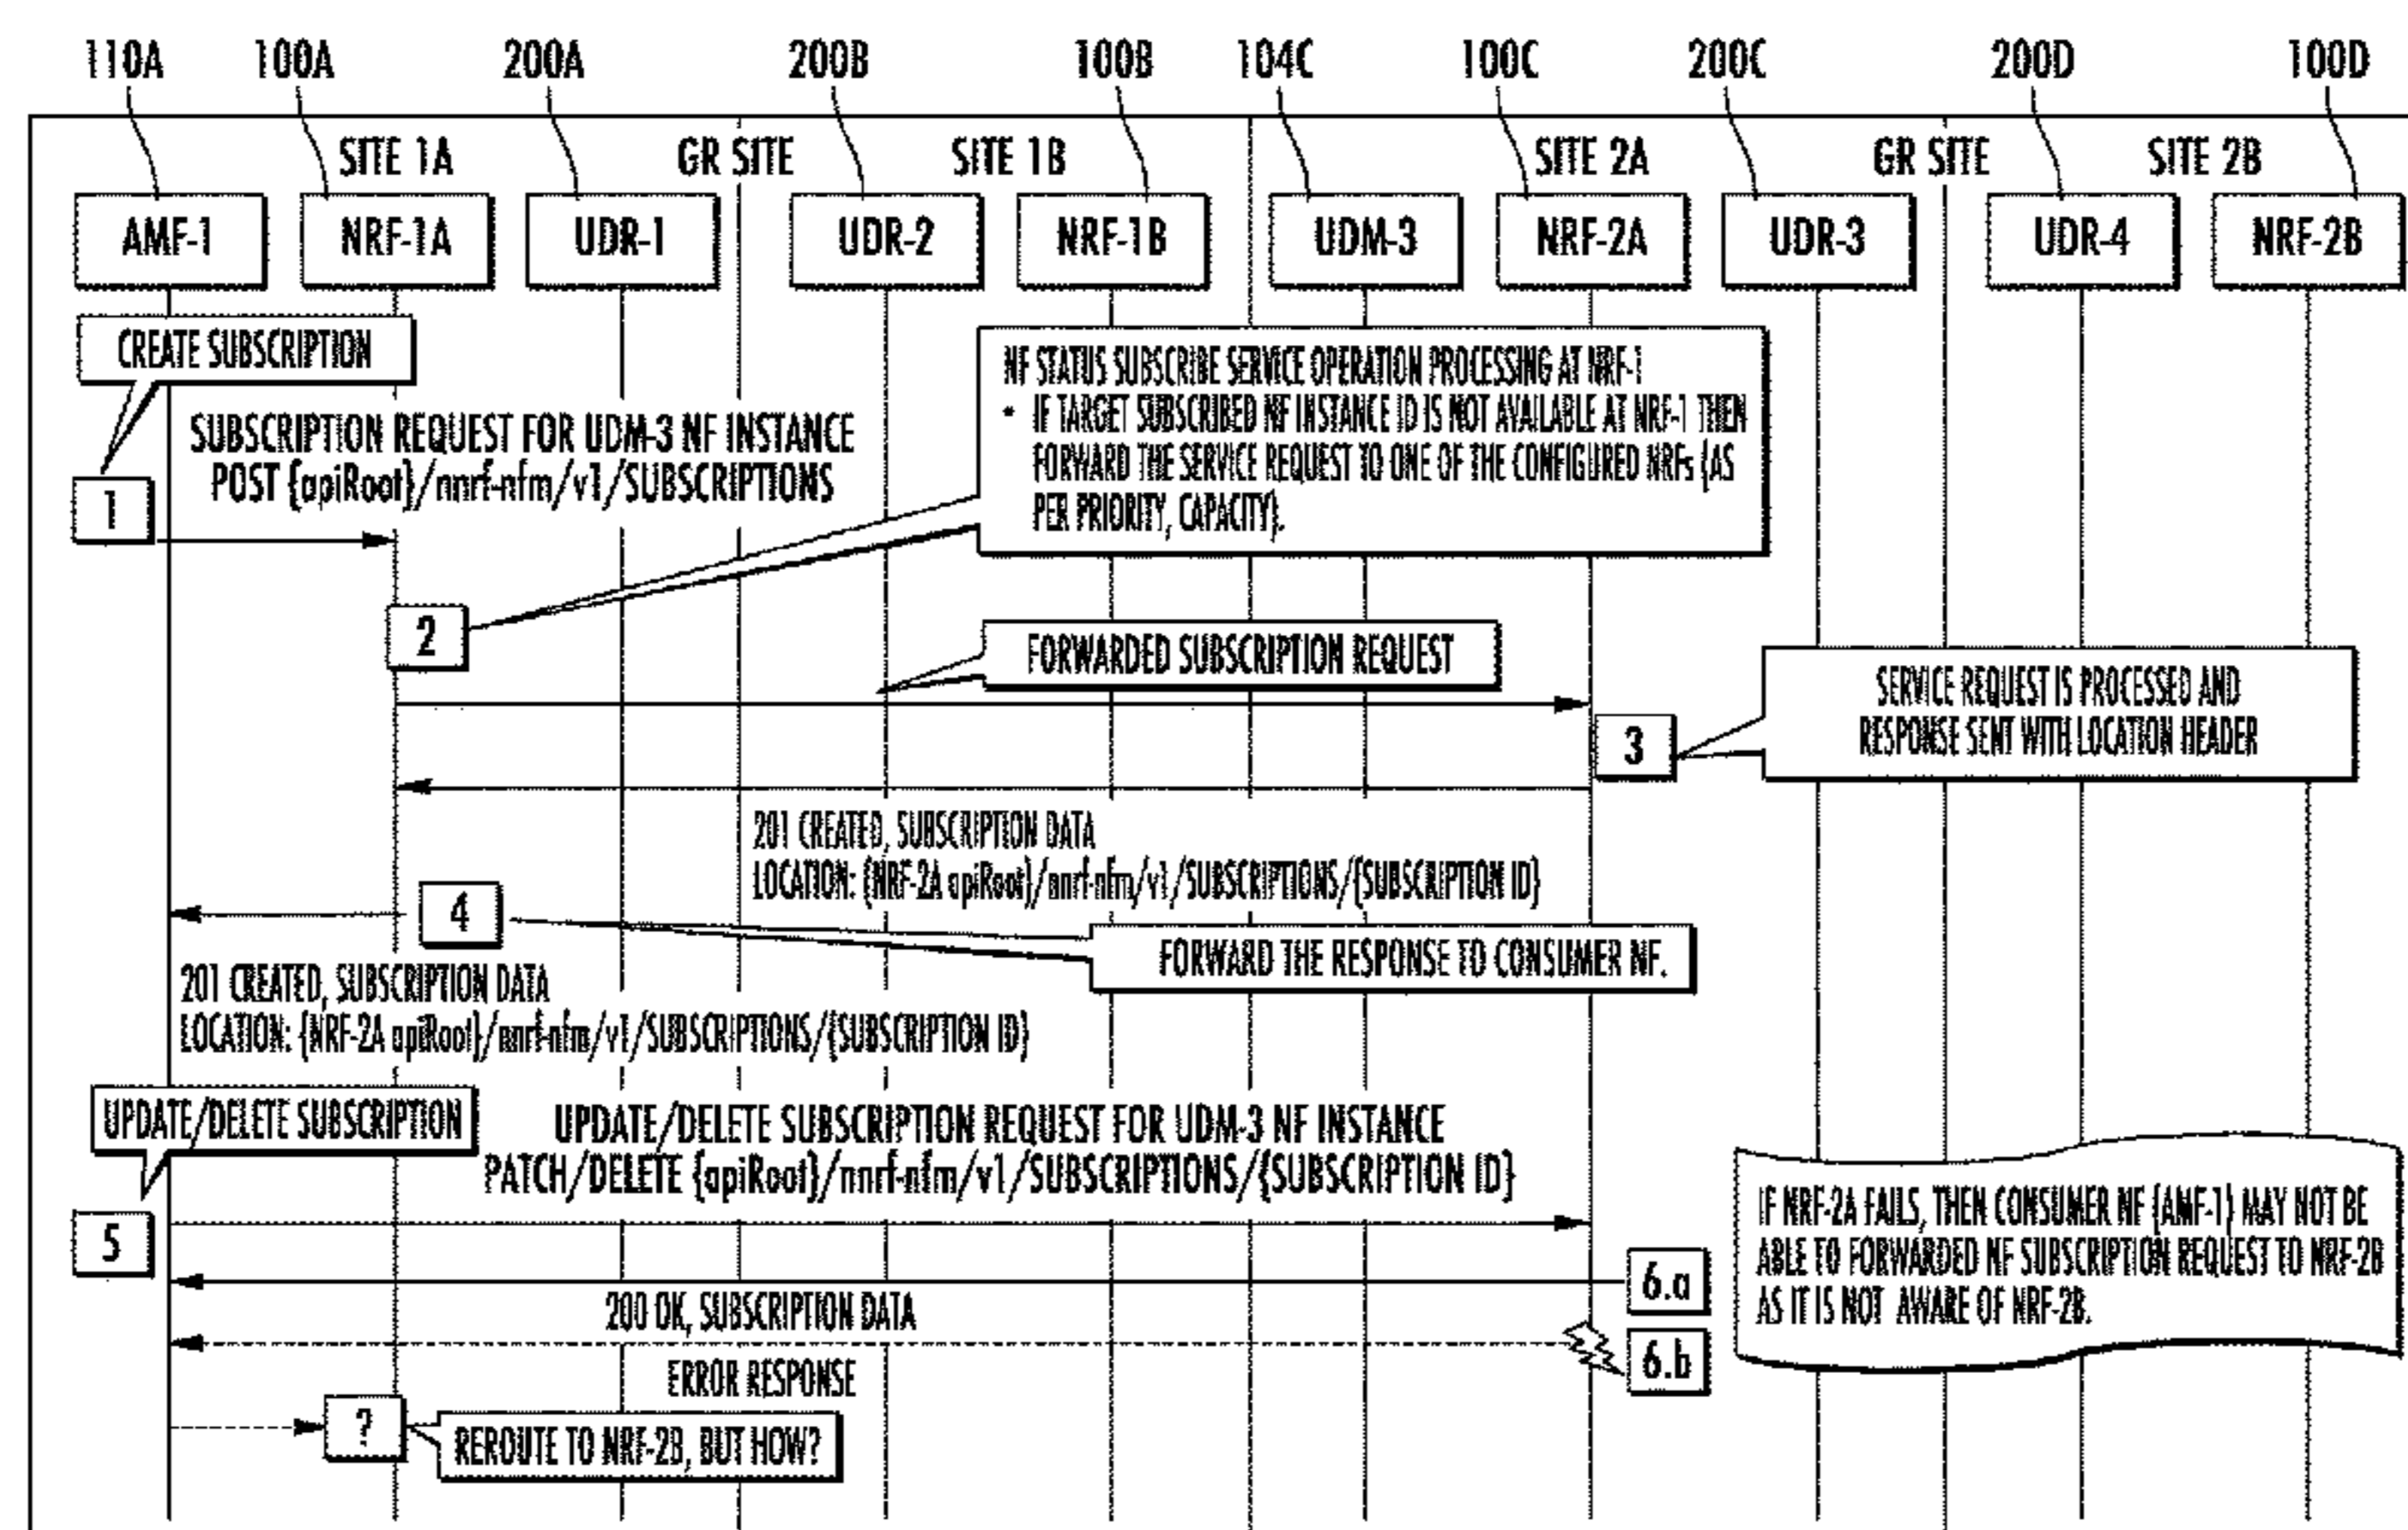 110A 100A 200A 200B 100B 104C 100C 200C 200D 100D
SITE 1A GR SITE SITE 1B SITE 2A GR SITE SITE 2B
AMF-1 NRF-1A UDR-1 UDR-2 NRF-1B UDM-3 NRF-2A UDR-3 UDR-4 NRF-2B
CREATE SUBSCRIPTION
SUBSCRIPTION REQUEST FOR UDM-3 NF INSTANCE
POST {apiRoot}/nnrf-nfm/v1/SUBSCRIPTIONS
1
NF STATUS SUBSCRIBE SERVICE OPERATION PROCESSING AT NRF-1
• IF TARGET SUBSCRIBED NF INSTANCE ID IS NOT AVAILABLE AT NRF-1 THEN
FORWARD THE SERVICE REQUEST TO ONE OF THE CONFIGURED NRFs (AS
PER PRIORITY, CAPACITY).
2
FORWARDED SUBSCRIPTION REQUEST
3
SERVICE REQUEST IS PROCESSED AND
RESPONSE SENT WITH LOCATION HEADER
201 CREATED, SUBSCRIPTION DATA
LOCATION: {NRF-2A apiRoot}/nnrf-nfm/v1/SUBSCRIPTIONS/{SUBSCRIPTION ID}
4
FORWARD THE RESPONSE TO CONSUMER NF.
201 CREATED, SUBSCRIPTION DATA
LOCATION: {NRF-2A apiRoot}/nnrf-nfm/v1/SUBSCRIPTIONS/{SUBSCRIPTION ID}
UPDATE/DELETE SUBSCRIPTION
UPDATE/DELETE SUBSCRIPTION REQUEST FOR UDM-3 NF INSTANCE
PATCH/DELETE {apiRoot}/nnrf-nfm/v1/SUBSCRIPTIONS/{SUBSCRIPTION ID}
5
IF NRF-2A FAILS, THEN CONSUMER NF (AMF-1) MAY NOT BE
ABLE TO FORWARDED NF SUBSCRIPTION REQUEST TO NRF-2B
AS IT IS NOT AWARE OF NRF-2B.
6.a
200 OK, SUBSCRIPTION DATA
6.b
ERROR RESPONSE
?
REROUTE TO NRF-2B, BUT HOW?